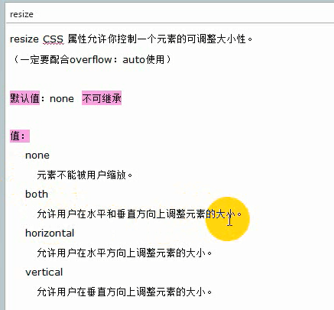 resize
resize CSS 属性允许你控制一个元素的可调整大小性。
（一定要配合overflow：auto使用）
默认值：none 不可继承
值：
none
元素不能被用户缩放。
both
允许用户在水平和垂直方向上调整元素的大小。
horizontal
允许用户在水平方向上调整元素的大小。
vertical
允许用户在垂直方向上调整元素的大小。